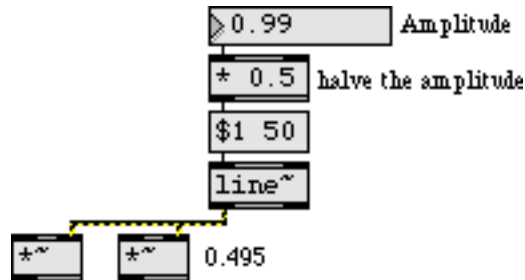 0.99 Amplitude
* 0.5 halve the amplitude
$1 50
line~
*~ *~ 0.495